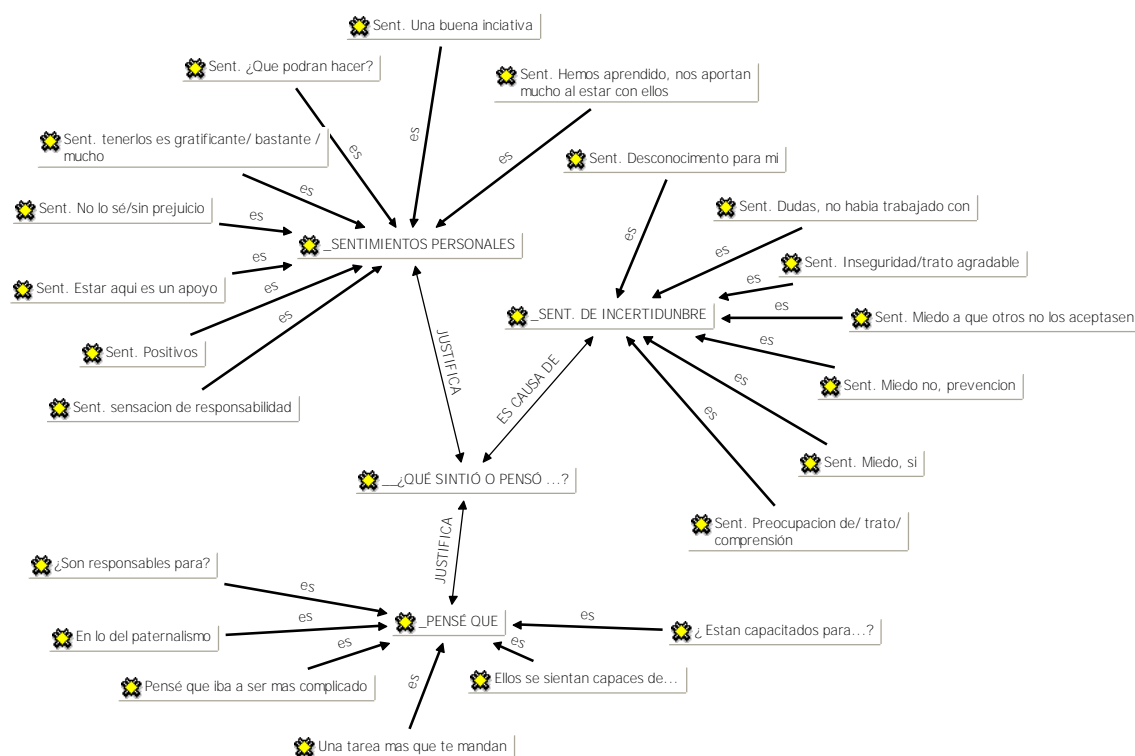 Sent. Una buena inciativa
Sent. ¿Que podran hacer?
Sent. Hemos aprendido, nos aportan
mucho al estar con ellos
es
es
es
Sent. tenerlos es gratificante/ bastante /
mucho
es
Sent. Desconocimento para mi
Sent. No lo sé/sin prejuicio
es
Sent. Dudas, no habia trabajado con
es
_SENTIMIENTOS PERSONALES
es
es
Sent. Inseguridad/trato agradable
es
Sent. Estar aqui es un apoyo
es
es
_SENT. DE INCERTIDUNBRE
es
Sent. Miedo a que otros no los aceptasen
es
Sent. Positivos
JUSTIFICA
ES CAUSA DE
es
Sent. Miedo no, prevencion
es
Sent. sensacion de responsabilidad
es
Sent. Miedo, si
__¿QUÉ SINTIÓ O PENSÓ ...?
Sent. Preocupacion de/ trato/
comprensión
JUSTIFICA
¿Son responsables para?
es
es
_PENSÉ QUE
es
¿ Estan capacitados para...?
En lo del paternalismo
es
es
es
Pensé que iba a ser mas complicado
Ellos se sientan capaces de...
Una tarea mas que te mandan